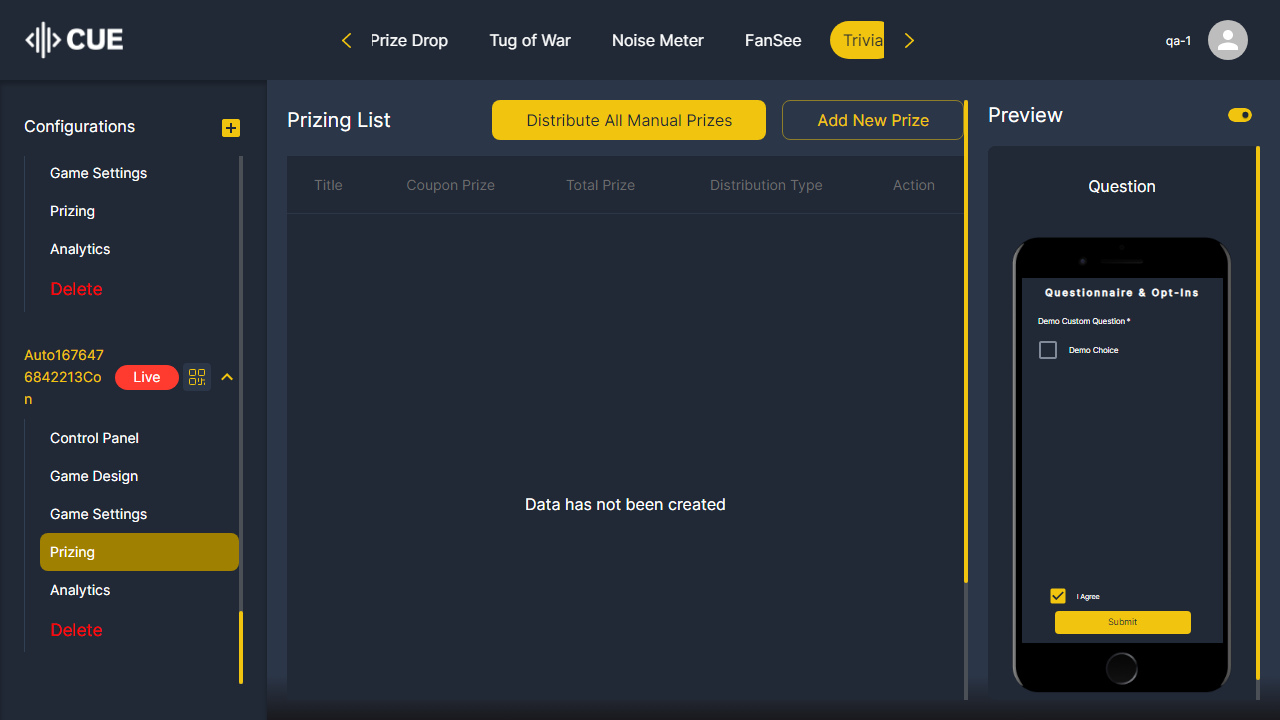 CUE
Prize Drop
Tug of War
Noise Meter
FanSee
Trivia
qa-1
Configurations
Game Settings
Prizing
Analytics
Delete
Auto167647
6842213Co
n
Live
Control Panel
Game Design
Game Settings
Prizing
Analytics
Delete
Prizing List
Distribute All Manual Prizes
Add New Prize
Title
Coupon Prize
Total Prize
Distribution Type
Action
Data has not been created
Preview
Question
Questionnaire & Opt-Ins
Demo Custom Question *
Demo Choice
I Agree
Submit